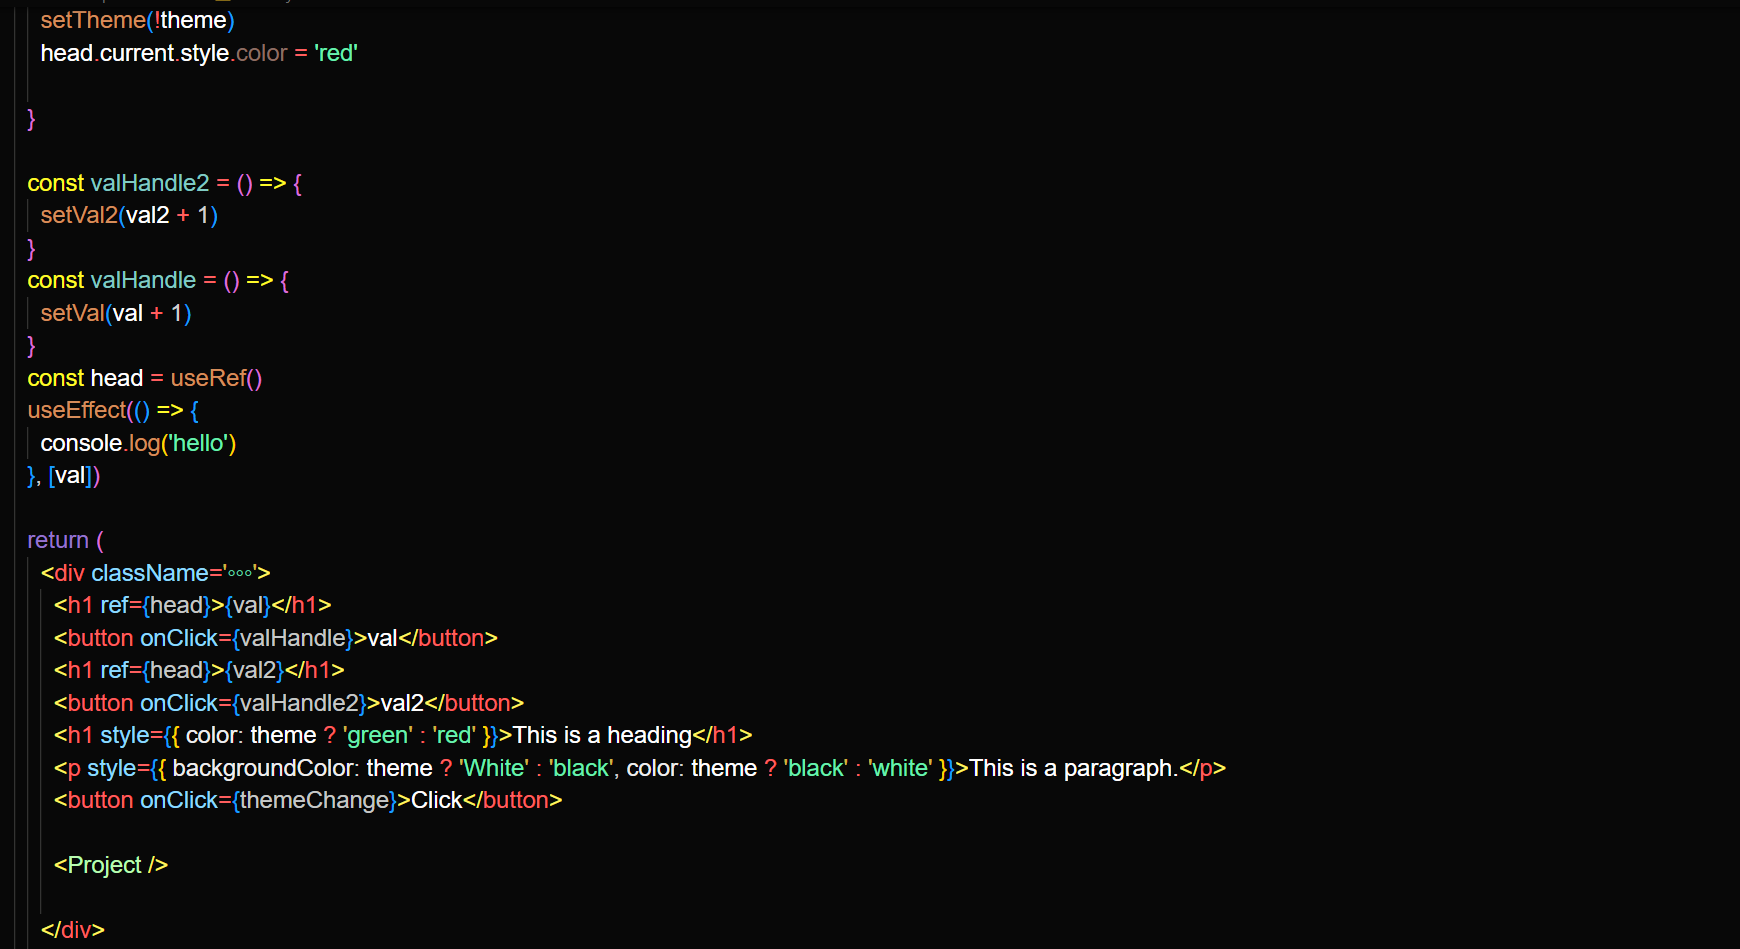 setTheme(!theme)
head.current.style.color = 'red'
}
const valHandle2 = () => {
setVal2(val2 + 1)
}
const valHandle = () => {
setVal(val + 1)
}
const head = useRef()
useEffect(() => {
console.log('hello')
}, [val])
return (
<div className='∘∘∘'>
<h1 ref={head}>{val}</h1>
<button onClick={valHandle}>val</button>
<h1 ref={head}>{val2}</h1>
<button onClick={valHandle2}>val2</button>
<h1 style={{ color: theme ? 'green' : 'red' }}>This is a heading</h1>
<p style={{ backgroundColor: theme ? 'White' : 'black', color: theme ? 'black' : 'white' }}>This is a paragraph.</p>
<button onClick={themeChange}>Click</button>
<Project />
</div>